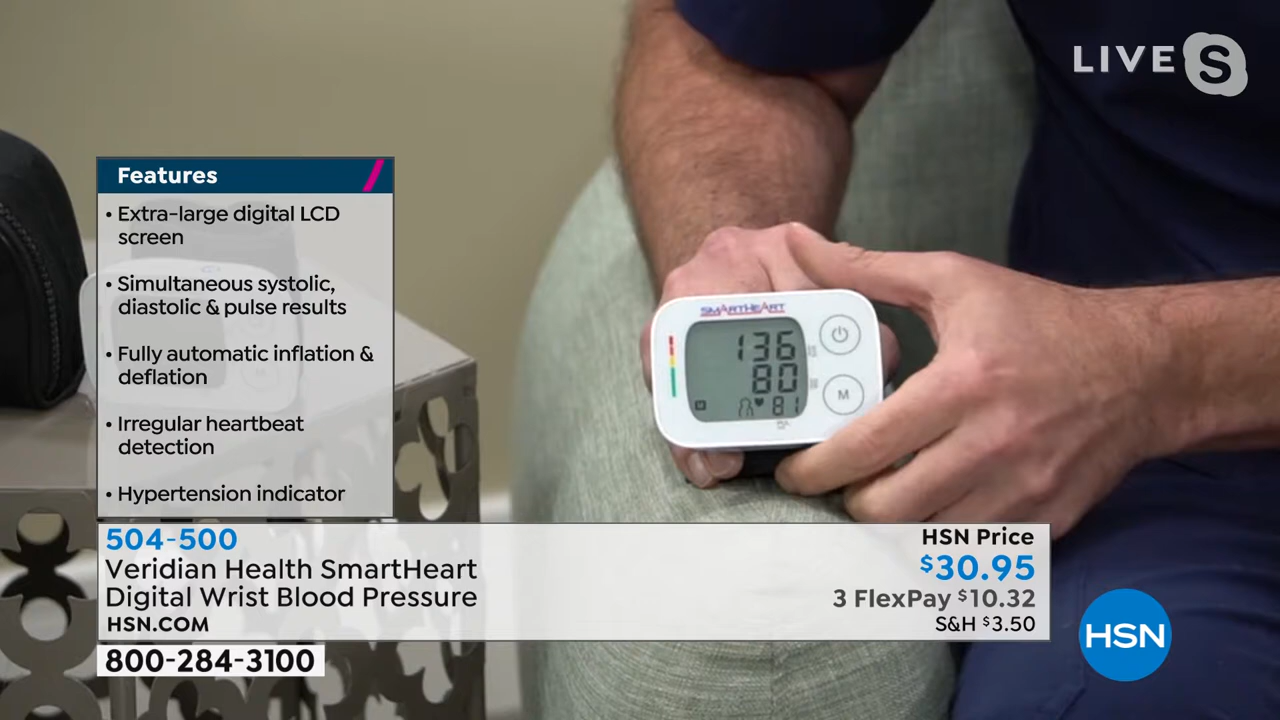 LIVE S
Features
• Extra-large digital LCD
screen
• Simultaneous systolic,
diastolic & pulse results
• Fully automatic inflation &
deflation
• Irregular heartbeat
detection
• Hypertension indicator
SMARTHEART
136
80
81
M
504-500
Veridian Health SmartHeart
Digital Wrist Blood Pressure
HSN.COM
800-284-3100
HSN Price
$30.95
3 FlexPay $10.32
S&H $3.50
HSN